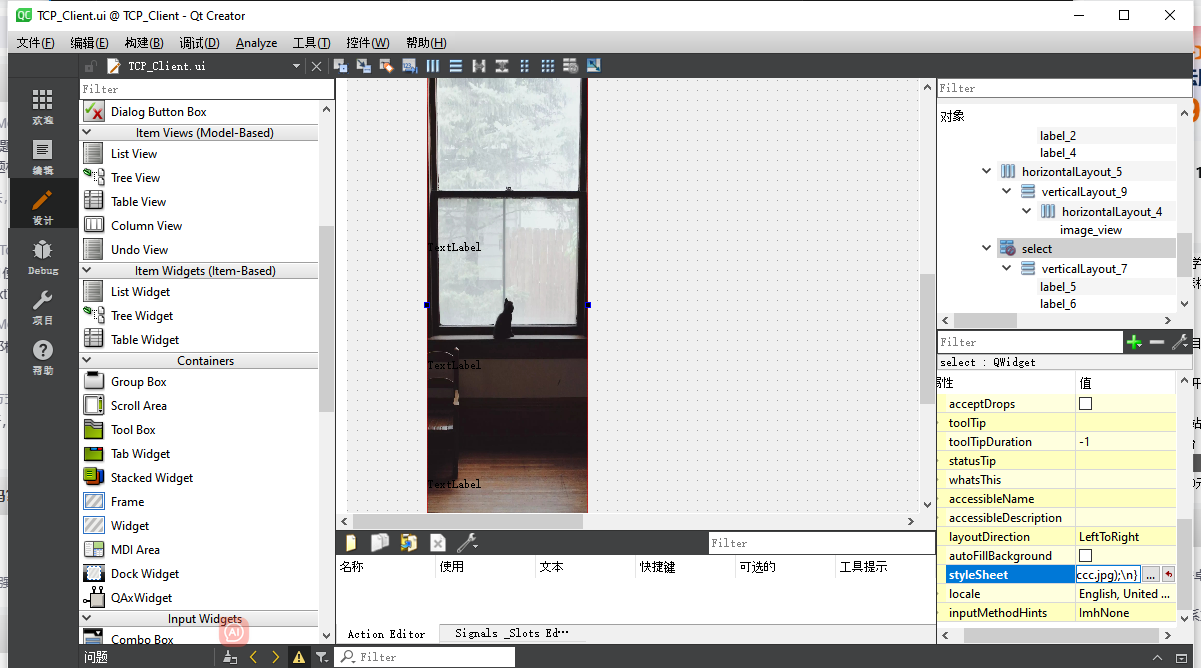 TCP_Client.ui @ TCP_Client - Qt Creator
文件(F) 编辑(E) 构建(B) 调试(D) Analyze 工具(T) 控件(W) 帮助(H)
TCP_Client.ui
欢迎
编辑
设计
Debug
项目
帮助
Filter
Dialog Button Box
Item Views (Model-Based)
List View
Tree View
Table View
Column View
Undo View
Item Widgets (Item-Based)
List Widget
Tree Widget
Table Widget
Containers
Group Box
Scroll Area
Tool Box
Tab Widget
Stacked Widget
Frame
Widget
MDI Area
Dock Widget
QAxWidget
Input Widgets
Combo Box
TextLabel
TextLabel
TextLabel
Filter
名称 使用 文本 快捷键 可选的 工具提示
Action Editor Signals _Slots Ed…
Filter
对象
label_2
label_4
horizontalLayout_5
verticalLayout_9
horizontalLayout_4
image_view
select
verticalLayout_7
label_5
label_6
Filter
select : QWidget
属性 值
acceptDrops
toolTip
toolTipDuration -1
statusTip
whatsThis
accessibleName
accessibleDescription
layoutDirection LeftToRight
autoFillBackground
styleSheet ccc.jpg);\n} ...
locale English, United ...
inputMethodHints ImhNone
AI
问题 Filter